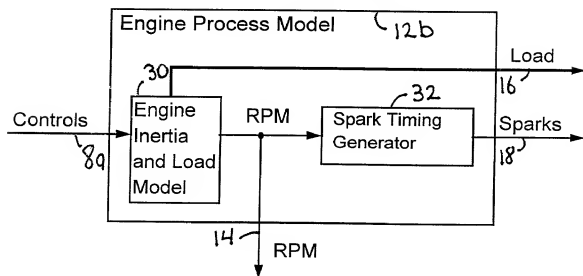 Engine Process Model
12b
30
Load
16
Controls
8a
Engine
Inertia
and Load
Model
RPM
32
Spark Timing
Generator
Sparks
18
14
RPM